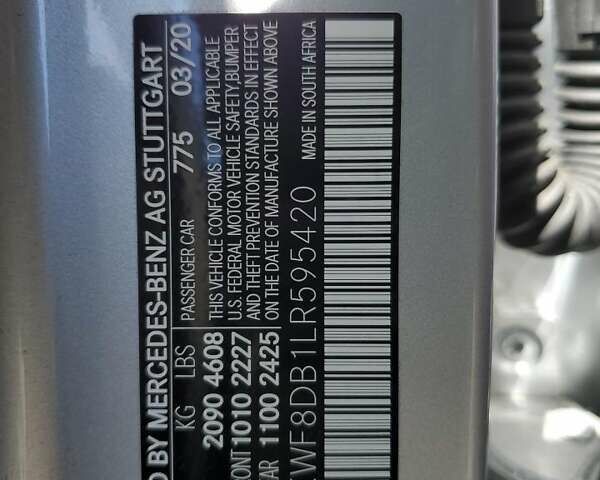 D BY MERCEDES-BENZ AG STUTTGART
KG LBS PASSENGER CAR 775 03/20
2090 4608 THIS VEHICLE CONFORMS TO ALL APPLICABLE
ONT 1010 2227 U.S. FEDERAL MOTOR VEHICLE SAFETY, BUMPER
AR 1100 2425 AND THEFT PREVENTION STANDARDS IN EFFECT
ON THE DATE OF MANUFACTURE SHOWN ABOVE
WF8DB1LR595420 MADE IN SOUTH AFRICA